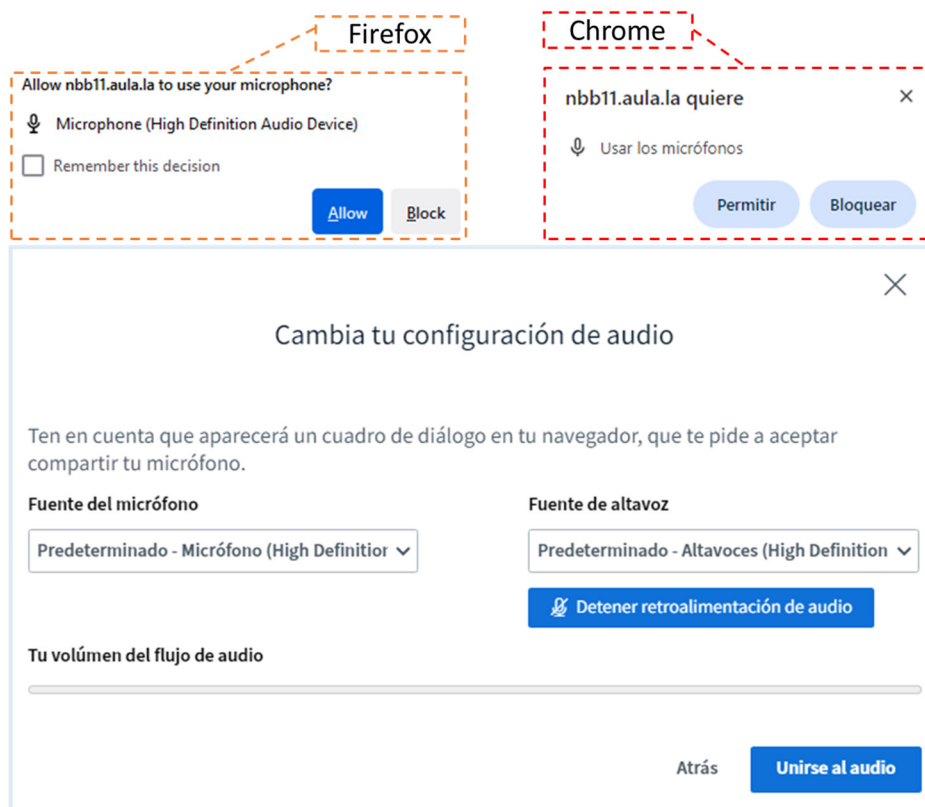 Firefox
Chrome
Allow nbb11.aula.la to use your microphone?
Microphone (High Definition Audio Device)
Remember this decision
Allow
Block
nbb11.aula.la quiere
Usar los micrófonos
Permitir
Bloquear
Cambia tu configuración de audio
Ten en cuenta que aparecerá un cuadro de diálogo en tu navegador, que te pide a aceptar
compartir tu micrófono.
Fuente del micrófono
Fuente de altavoz
Predeterminado - Micrófono (High Definition
Predeterminado - Altavoces (High Definition
Detener retroalimentación de audio
Tu volúmen del flujo de audio
Atrás
Unirse al audio